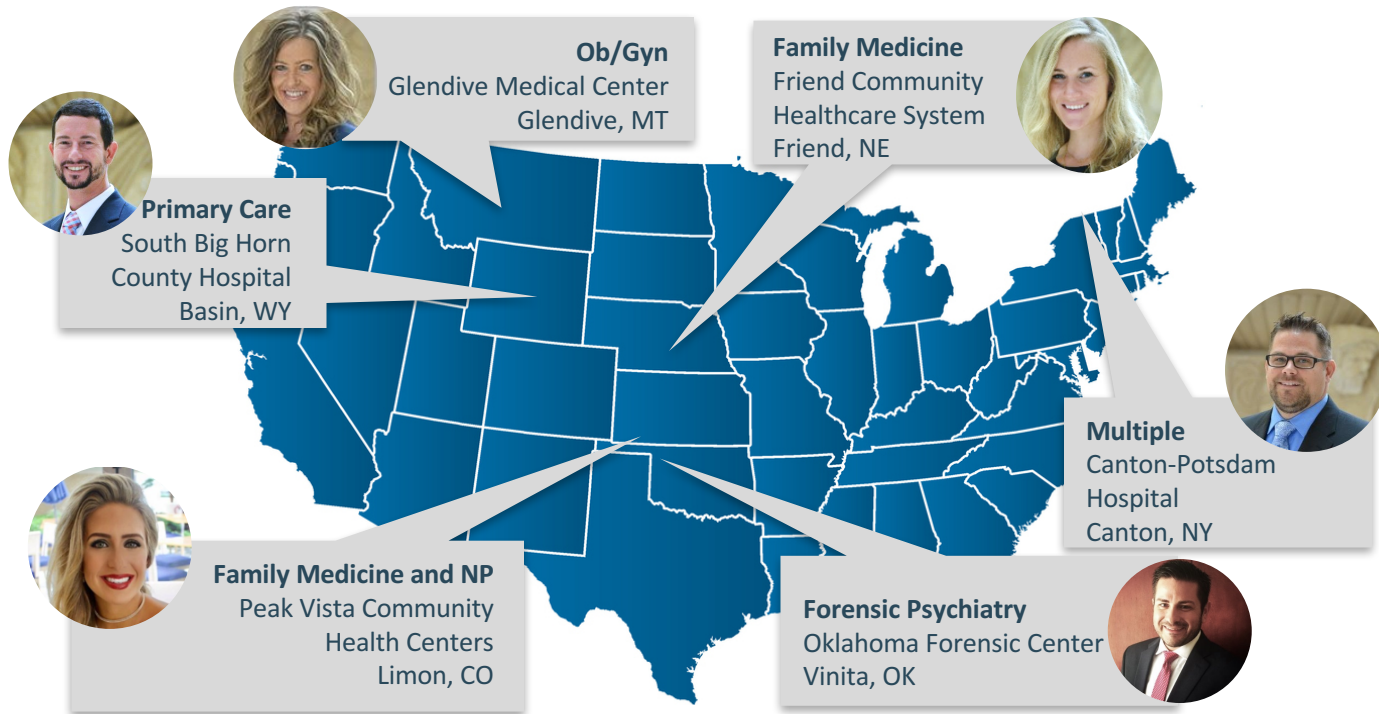 Ob/Gyn
Glendive Medical Center
Glendive, MT
Family Medicine
Friend Community
Healthcare System
Friend, NE
Primary Care
South Big Horn
County Hospital
Basin, WY
Multiple
Canton-Potsdam
Hospital
Canton, NY
Family Medicine and NP
Peak Vista Community
Health Centers
Limon, CO
Forensic Psychiatry
Oklahoma Forensic Center
Vinita, OK